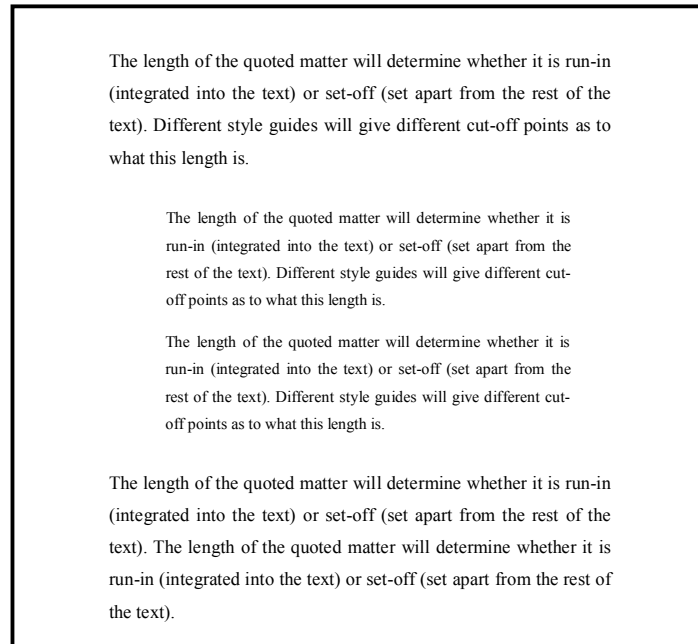 The length of the quoted matter will determine whether it is run-in
(integrated into the text) or set-off (set apart from the rest of the
text). Different style guides will give different cut-off points as to
what this length is.
The length of the quoted matter will determine whether it is
run-in (integrated into the text) or set-off (set apart from the
rest of the text). Different style guides will give different cut-
off points as to what this length is.
The length of the quoted matter will determine whether it is
run-in (integrated into the text) or set-off (set apart from the
rest of the text). Different style guides will give different cut-
off points as to what this length is.
The length of the quoted matter will determine whether it is run-in
(integrated into the text) or set-off (set apart from the rest of the
text). The length of the quoted matter will determine whether it is
run-in (integrated into the text) or set-off (set apart from the rest of
the text).